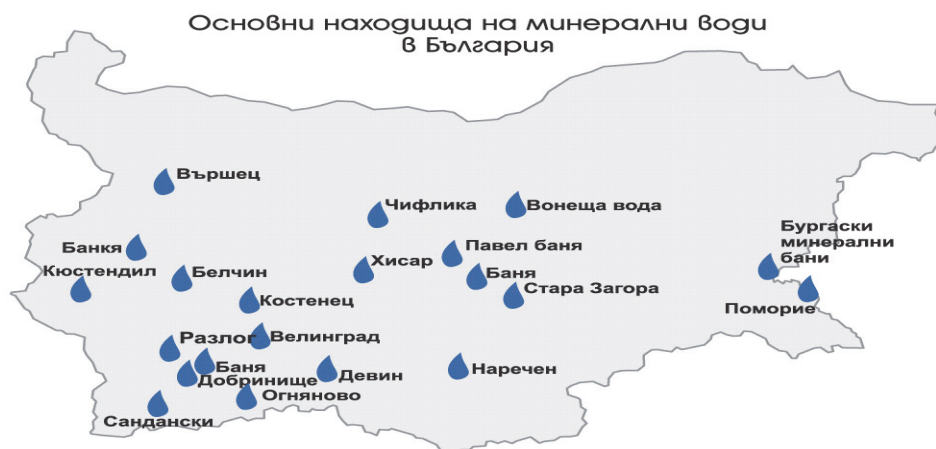 Основни находища на минерални води
в България
Вършец
Чифлика
Вонеща вода
Бургаски
минерални
бани
Банкя
Павел баня
Кюстендил
Белчин
Хисар
Баня
Стара Загора
Костенец
Поморие
Разлог
Велинград
Баня
Добринище
Девин
Наречен
Огняново
Сандански